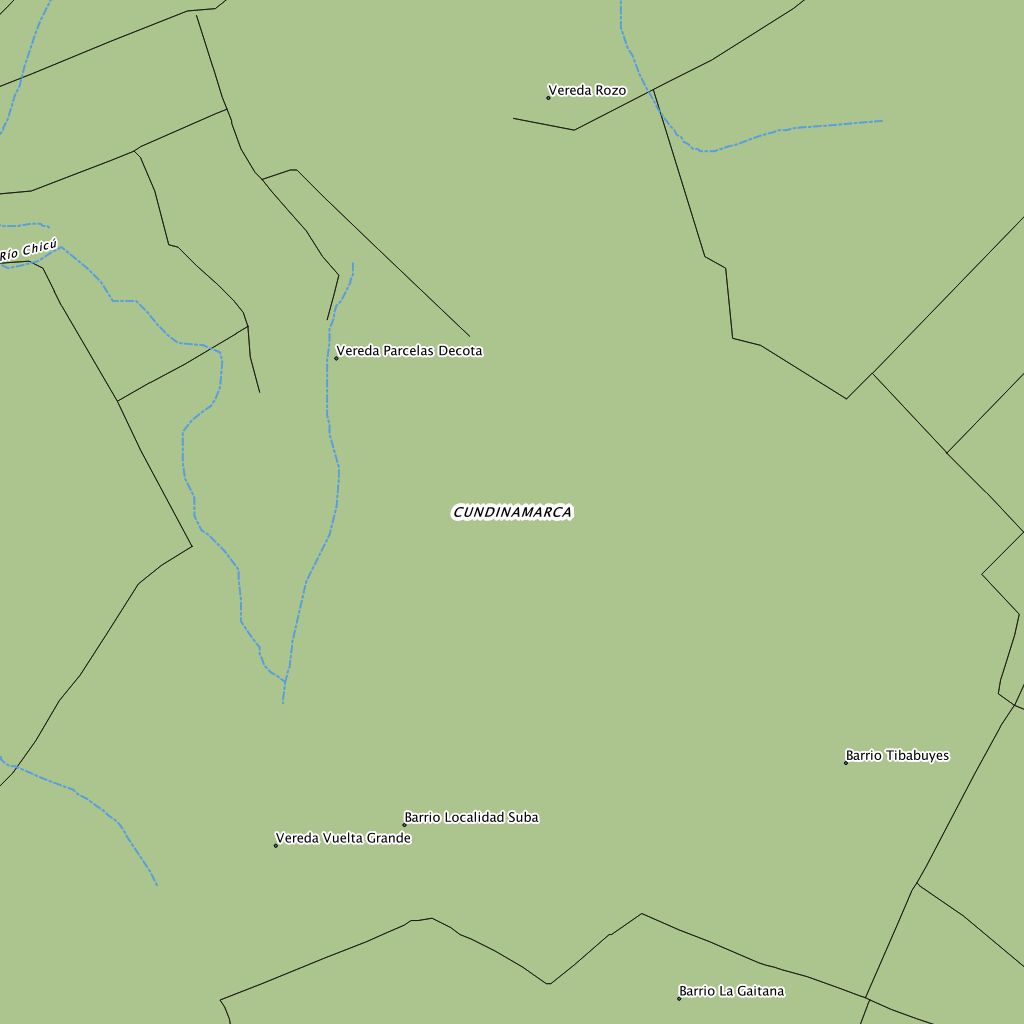 Vereda Rozo
Río Chicú
Vereda Parcelas Decota
CUNDINAMARCA
Barrio Tibabuyes
Barrio Localidad Suba
Vereda Vuelta Grande
Barrio La Gaitana